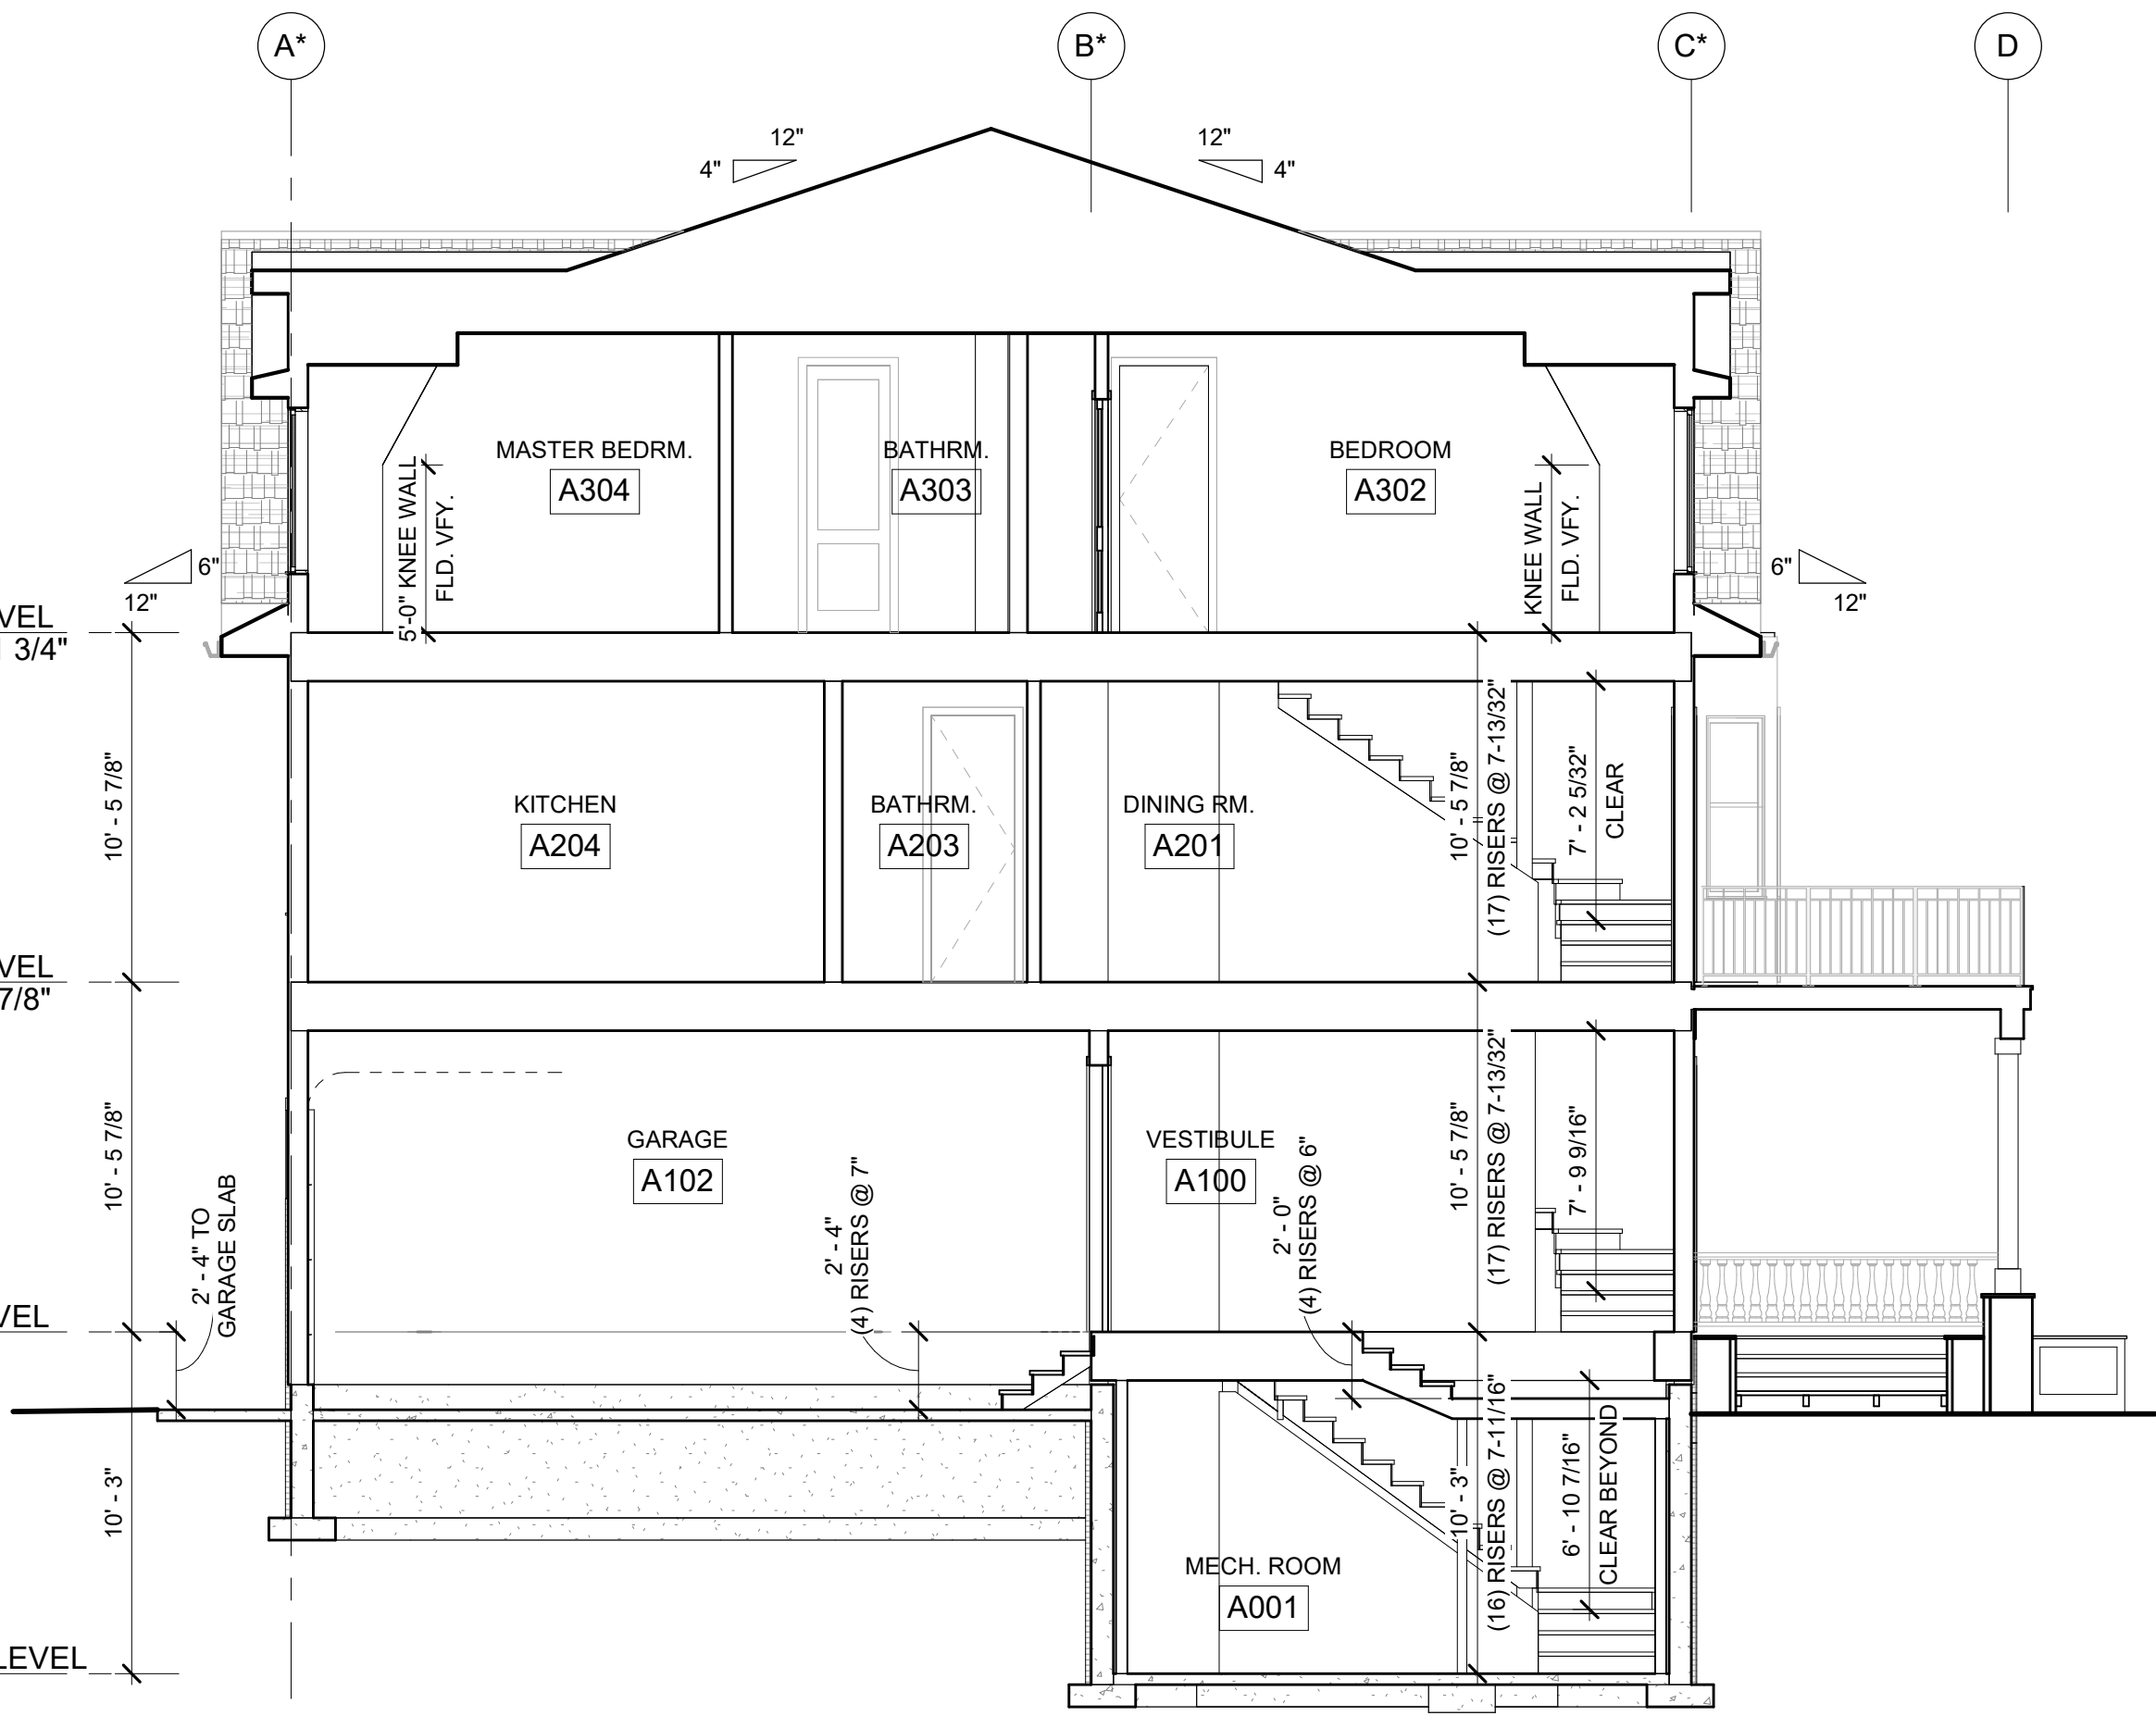 A*
B*
C*
D
12"
4"
12"
4"
MASTER BEDRM.
A304
BATHRM.
A303
BEDROOM
A302
5'-0" KNEE WALL
FLD. VFY.
KNEE WALL
FLD. VFY.
6"
12"
6"
12"
3/4"
10' - 5 7/8"
KITCHEN
A204
BATHRM.
A203
DINING RM.
A201
10' - 5 7/8"
(17) RISERS @ 7-13/32"
7' - 2 5/32"
CLEAR
7/8"
10' - 5 7/8"
GARAGE
A102
VESTIBULE
A100
10' - 5 7/8"
(17) RISERS @ 7-13/32"
7' - 9 9/16"
2' - 4" TO
GARAGE SLAB
2' - 4"
(4) RISERS @ 7"
2' - 0"
(4) RISERS @ 6"
10' - 3"
MECH. ROOM
A001
10' - 3"
(16) RISERS @ 7-11/16"
6' - 10 7/16"
CLEAR BEYOND
LEVEL